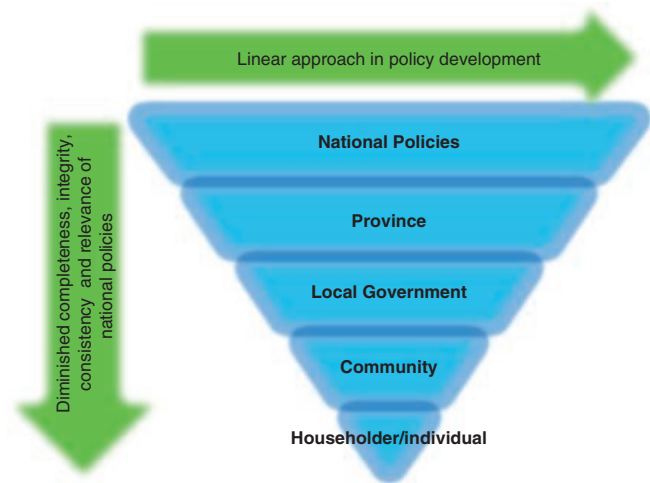 Linear approach in policy development
Diminished completeness, integrity,
consistency and relevance of
national policies
National Policies
Province
Local Government
Community
Householder/individual